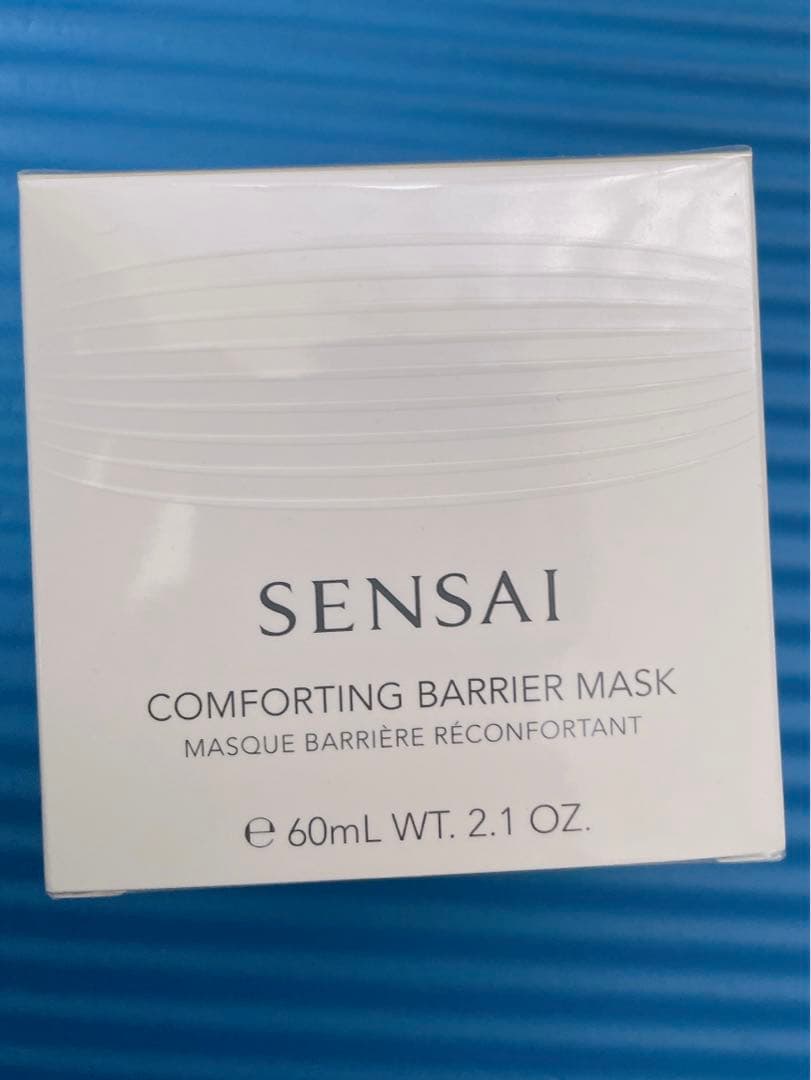 SENSAI
COMFORTING BARRIER MASK
MASQUE BARRIÈRE RÉCONFORTANT
℮ 60mL WT. 2.1 OZ.